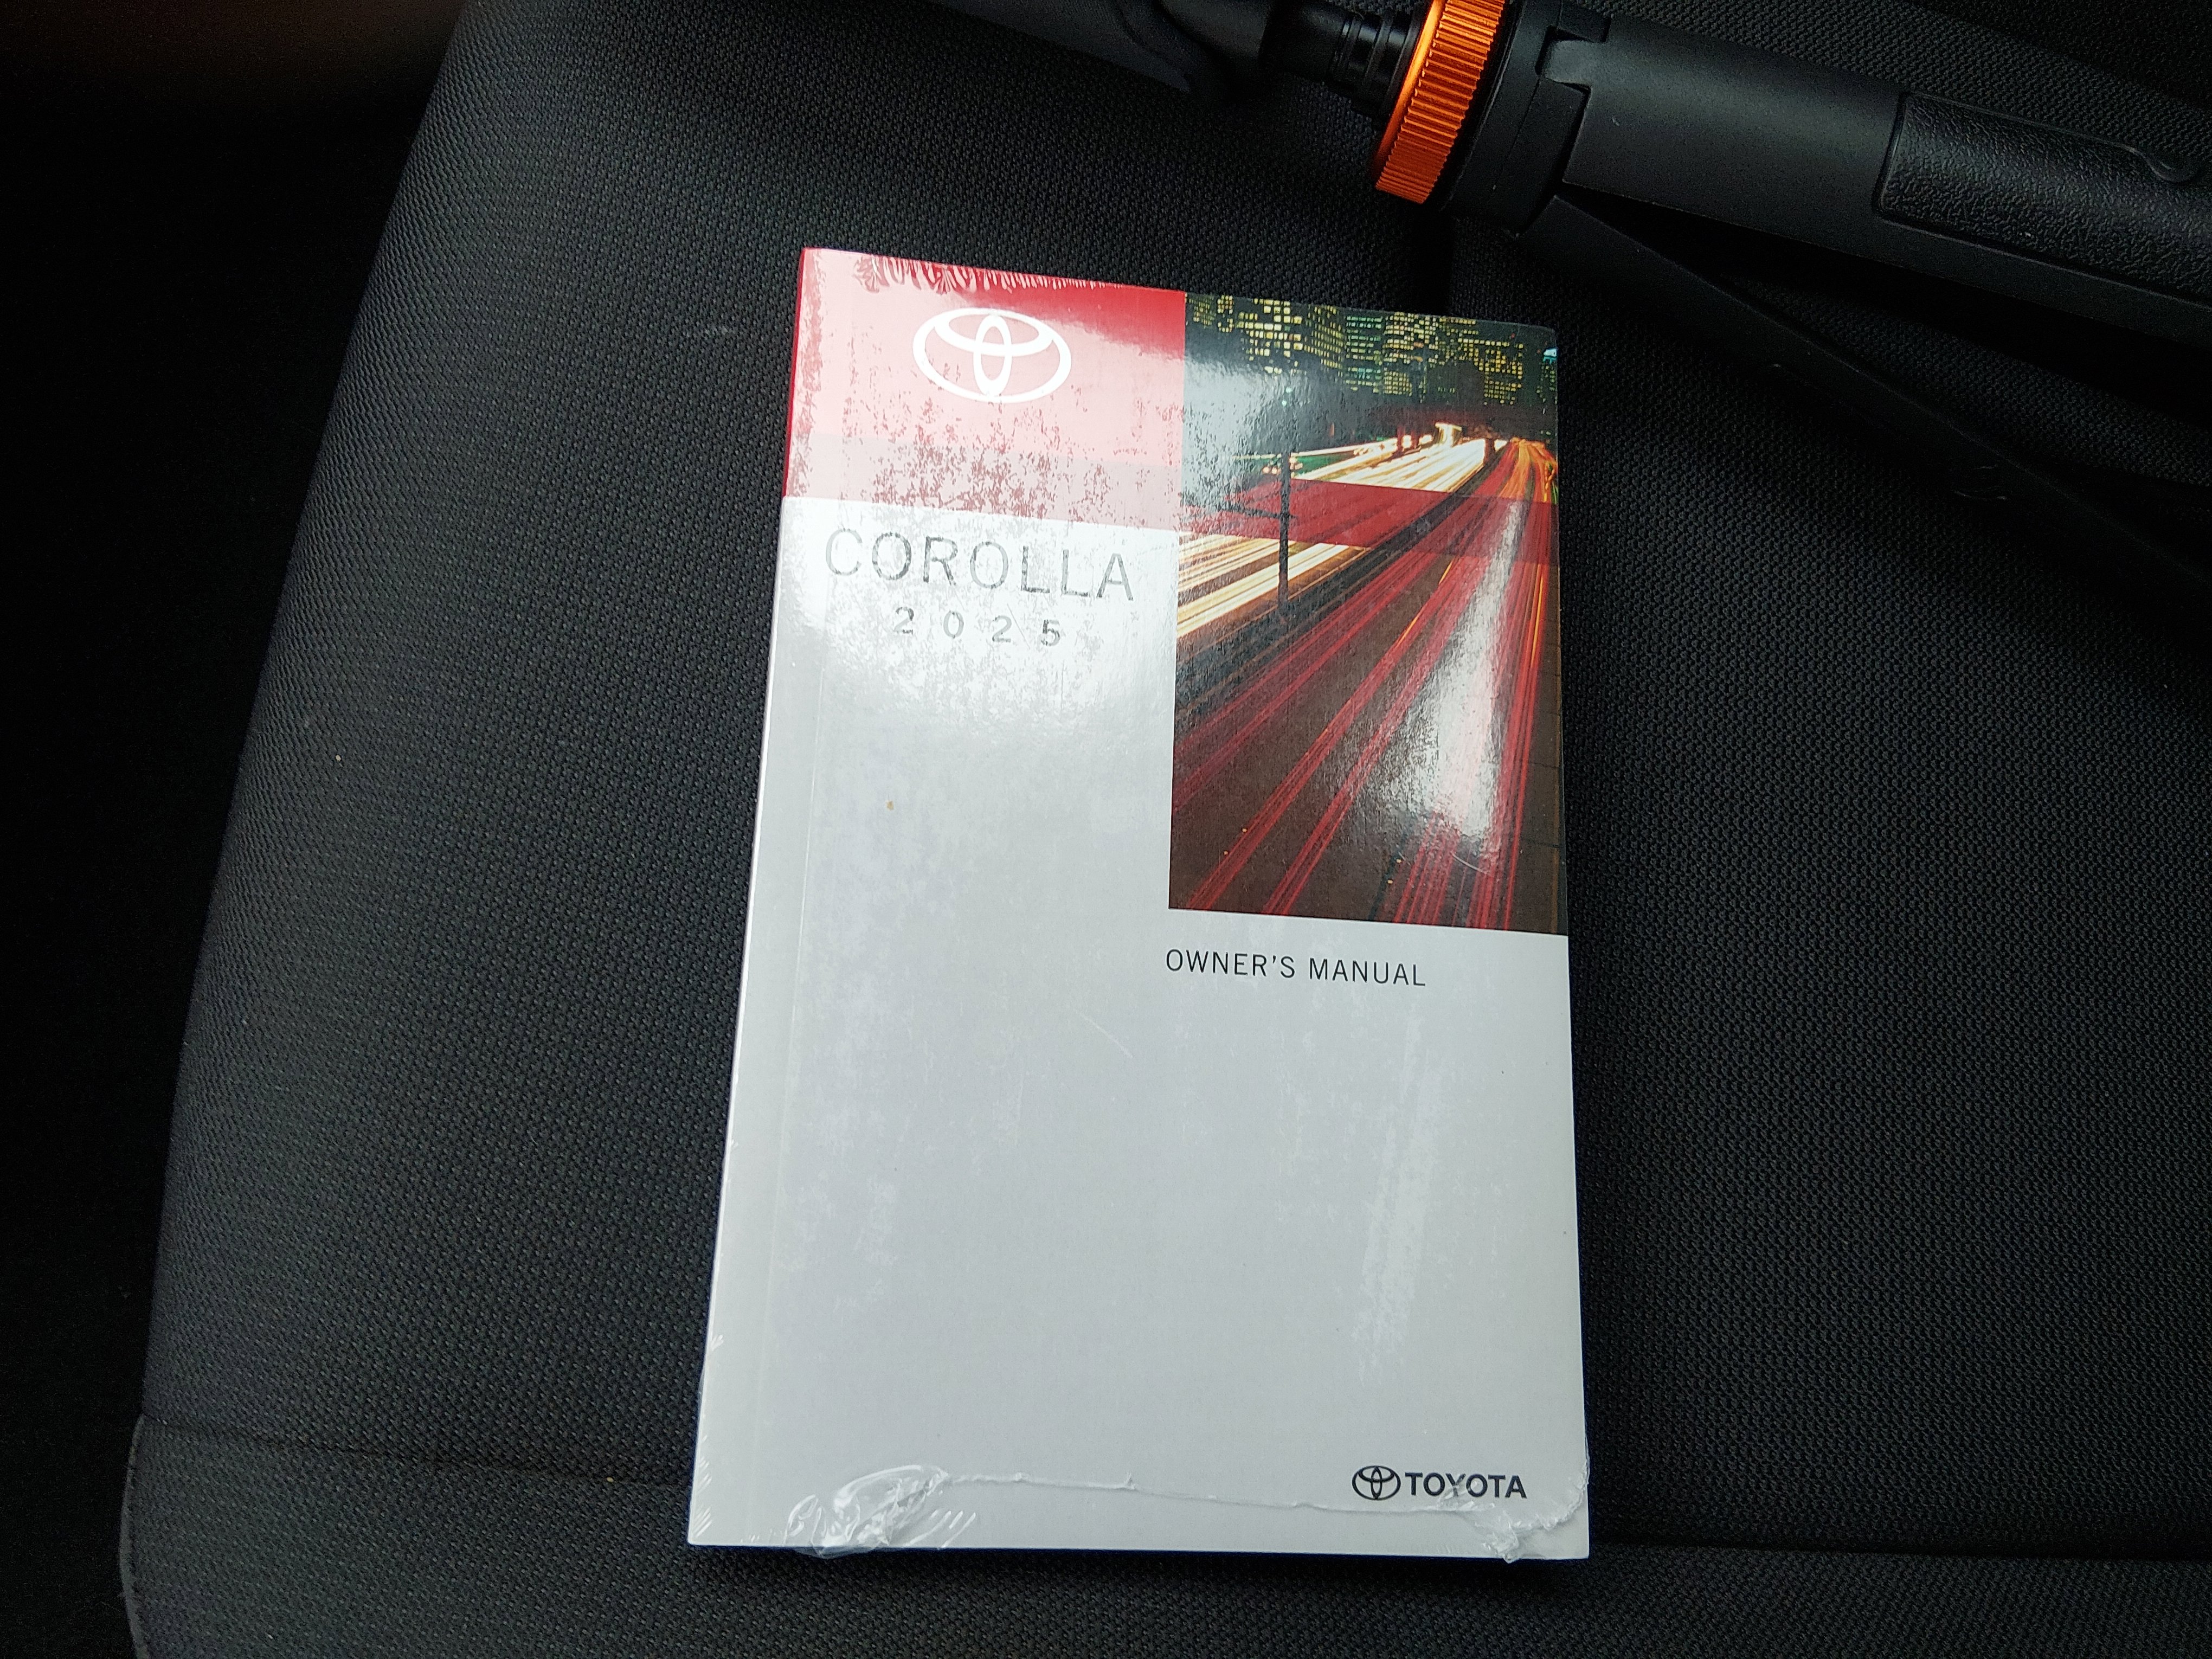 COROLLA
2025
OWNER'S MANUAL
TOYOTA